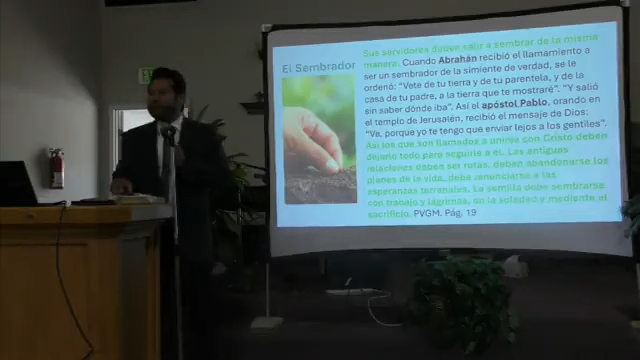 El Sembrador
Sus servidores deben salir a sembrar de la misma
manera. Cuando Abrahán recibió el llamamiento a
ser un sembrador de la simiente de verdad, se le
ordenó: “Vete de tu tierra y de tu parentela, y de la
casa de tu padre, a la tierra que te mostraré”. “Y salió
sin saber dónde iba”. Así el apóstol Pablo, orando en
el templo de Jerusalén, recibió el mensaje de Dios:
“Ve, porque yo te tengo que enviar lejos a los gentiles”.
Así los que son llamados a unirse con Cristo deben
dejarlo todo para seguirle a él. Las antiguas
relaciones deben ser rotas, deben abandonarse los
planes de la vida, debe renunciarse a las
esperanzas terrenales. La semilla debe sembrarse
con trabajo y lágrimas, en la soledad y mediante el
sacrificio. PVGM. Pág. 19